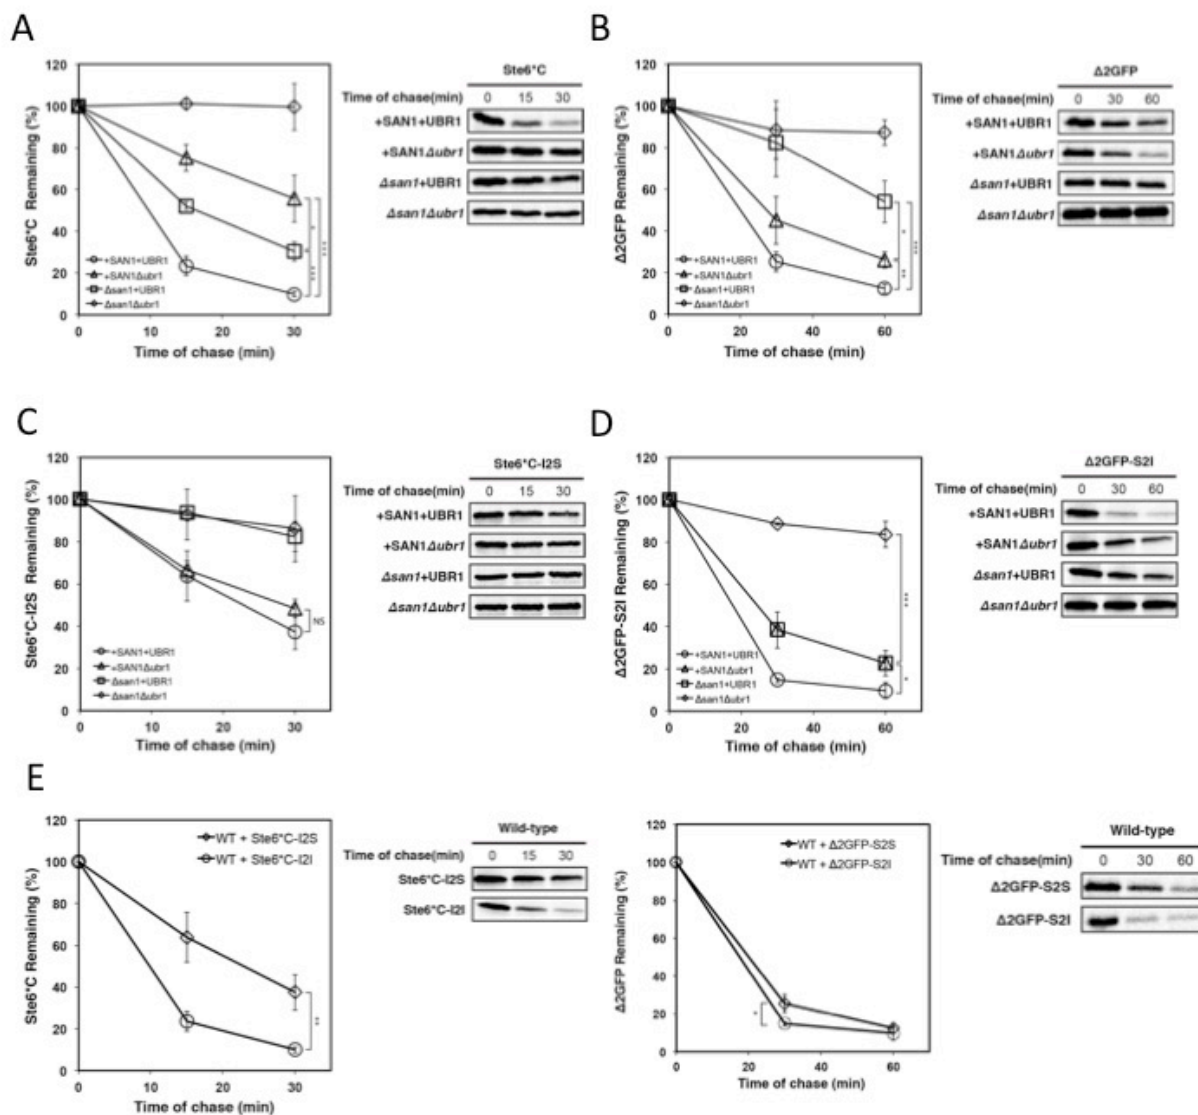 A
Ste6*C Remaining (%)
120
100
80
60
40
20
0
+SAN1+UBR1
+SAN1Δubr1
Δsan1+UBR1
Δsan1Δubr1
*
*
***
***
0 10 20 30
Time of chase (min)
Ste6*C
Time of chase(min) 0 15 30
+SAN1+UBR1
+SAN1Δubr1
Δsan1+UBR1
Δsan1Δubr1
B
Δ2GFP Remaining (%)
120
100
80
60
40
20
0
+SAN1+UBR1
+SAN1Δubr1
Δsan1+UBR1
Δsan1Δubr1
*
*
**
***
0 20 40 60
Time of chase (min)
Δ2GFP
Time of chase(min) 0 30 60
+SAN1+UBR1
+SAN1Δubr1
Δsan1+UBR1
Δsan1Δubr1
C
Ste6*C-I2S Remaining (%)
120
100
80
60
40
20
0
+SAN1+UBR1
+SAN1Δubr1
Δsan1+UBR1
Δsan1Δubr1
NS
0 10 20 30
Time of chase (min)
Ste6*C-I2S
Time of chase(min) 0 15 30
+SAN1+UBR1
+SAN1Δubr1
Δsan1+UBR1
Δsan1Δubr1
D
Δ2GFP-S2I Remaining (%)
120
100
80
60
40
20
0
+SAN1+UBR1
+SAN1Δubr1
Δsan1+UBR1
Δsan1Δubr1
***
*
0 20 40 60
Time of chase (min)
Δ2GFP-S2I
Time of chase(min) 0 30 60
+SAN1+UBR1
+SAN1Δubr1
Δsan1+UBR1
Δsan1Δubr1
E
Ste6*C Remaining (%)
120
100
80
60
40
20
0
WT + Ste6*C-I2S
WT + Ste6*C-I2I
**
0 10 20 30
Time of chase (min)
Wild-type
Time of chase(min) 0 15 30
Ste6*C-I2S
Ste6*C-I2I
Δ2GFP Remaining (%)
120
100
80
60
40
20
0
WT + Δ2GFP-S2S
WT + Δ2GFP-S2I
*
0 20 40 60
Time of chase (min)
Wild-type
Time of chase(min) 0 30 60
Δ2GFP-S2S
Δ2GFP-S2I